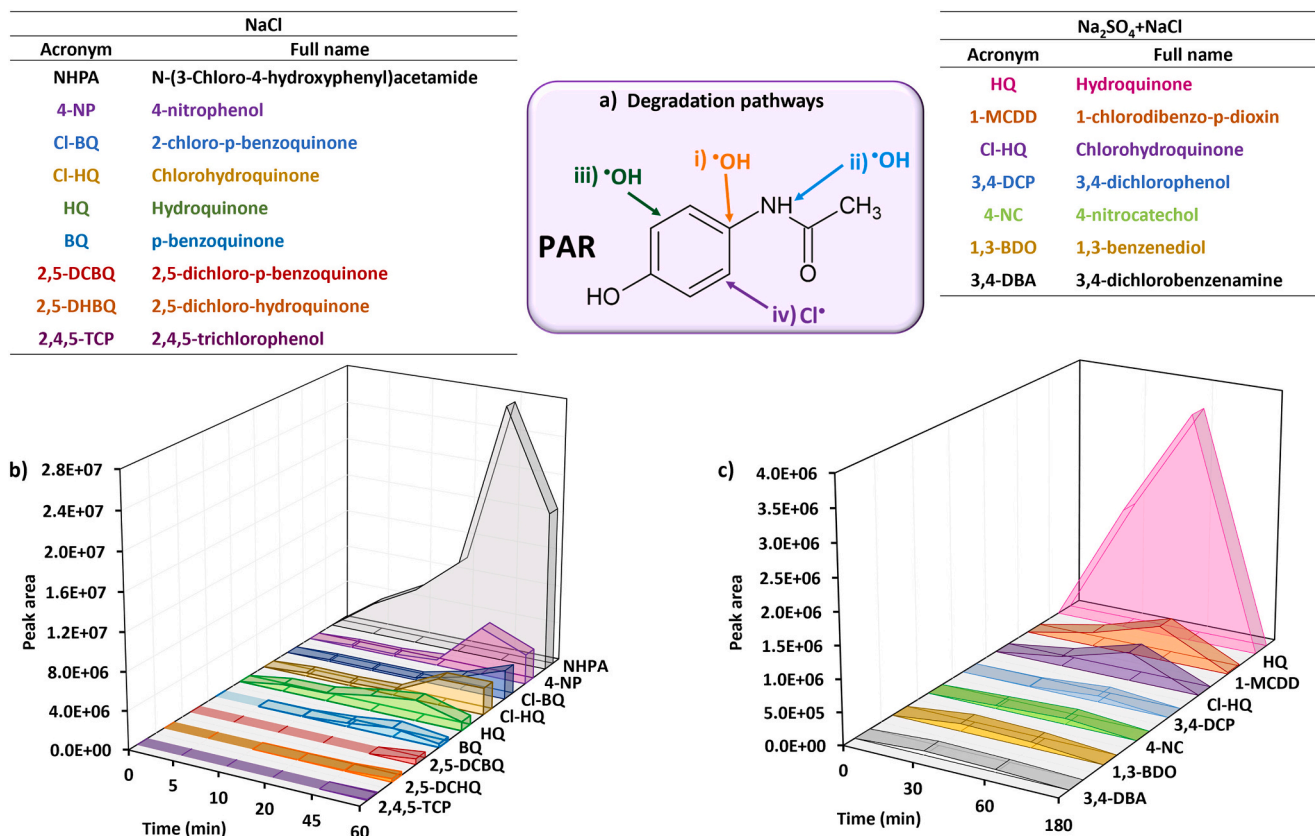 NaCl
Acronym Full name
NHPA N-(3-Chloro-4-hydroxyphenyl)acetamide
4-NP 4-nitrophenol
Cl-BQ 2-chloro-p-benzoquinone
Cl-HQ Chlorohydroquinone
HQ Hydroquinone
BQ p-benzoquinone
2,5-DCBQ 2,5-dichloro-p-benzoquinone
2,5-DHBQ 2,5-dichloro-hydroquinone
2,4,5-TCP 2,4,5-trichlorophenol
a) Degradation pathways
i) •OH
ii) •OH
iii) •OH
NH
CH₃
PAR
O
HO
iv) Cl•
Na₂SO₄+NaCl
Acronym Full name
HQ Hydroquinone
1-MCDD 1-chlorodibenzo-p-dioxin
Cl-HQ Chlorohydroquinone
3,4-DCP 3,4-dichlorophenol
4-NC 4-nitrocatechol
1,3-BDO 1,3-benzenediol
3,4-DBA 3,4-dichlorobenzenamine
b)
Peak area
2.8E+07
2.4E+07
2.0E+07
1.6E+07
1.2E+07
8.0E+06
4.0E+06
0.0E+00
0
5
10
20
45
60
Time (min)
NHPA
4-NP
Cl-BQ
Cl-HQ
HQ
BQ
2,5-DCBQ
2,5-DCHQ
2,4,5-TCP
c)
Peak area
4.0E+06
3.5E+06
3.0E+06
2.5E+06
2.0E+06
1.5E+06
1.0E+06
5.0E+05
0.0E+00
0
30
60
180
Time (min)
HQ
1-MCDD
Cl-HQ
3,4-DCP
4-NC
1,3-BDO
3,4-DBA